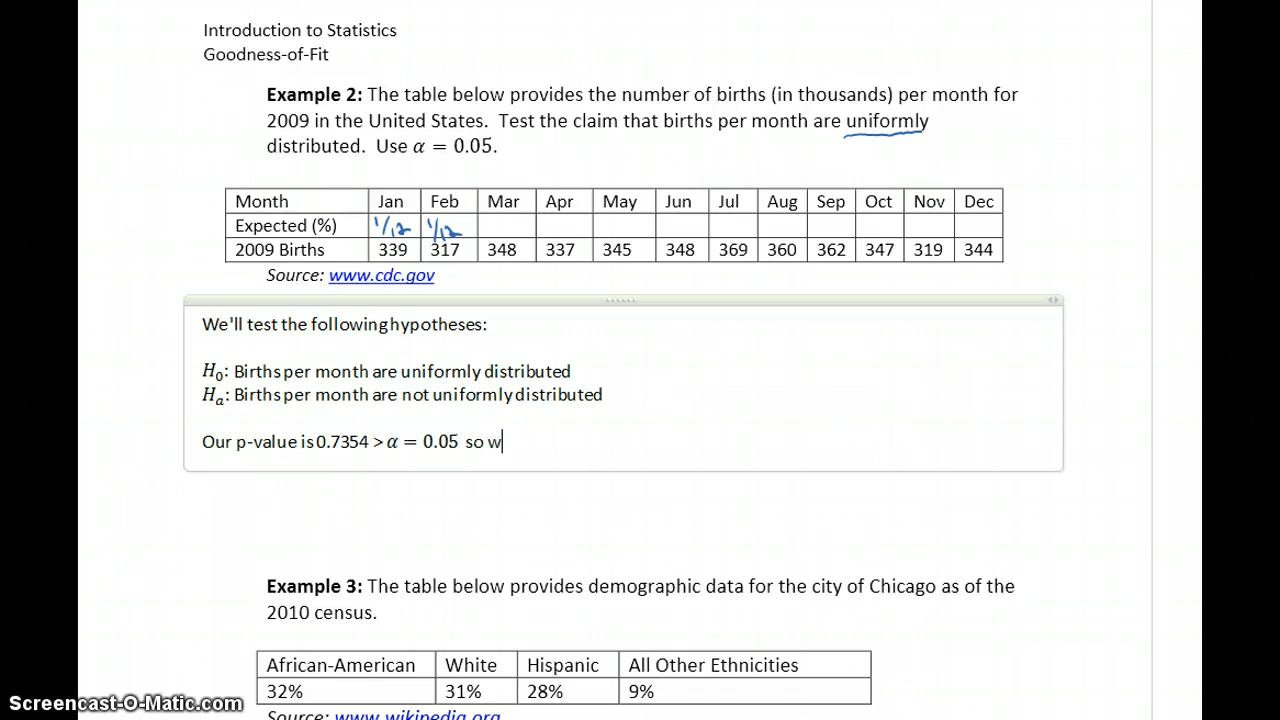 Introduction to Statistics
Goodness-of-Fit
Example 2: The table below provides the number of births (in thousands) per month for
2009 in the United States. Test the claim that births per month are uniformly
distributed. Use α = 0.05.
Month Jan Feb Mar Apr May Jun Jul Aug Sep Oct Nov Dec
Expected (%) 1/12 1/12
2009 Births 339 317 348 337 345 348 369 360 362 347 319 344
Source: www.cdc.gov
We'll test the following hypotheses:
H₀: Births per month are uniformly distributed
Hₐ: Births per month are not uniformly distributed
Our p-value is 0.7354 > α = 0.05 so w
Example 3: The table below provides demographic data for the city of Chicago as of the
2010 census.
African-American White Hispanic All Other Ethnicities
32% 31% 28% 9%
Source: www.wikipedia.org
Screencast-O-Matic.com